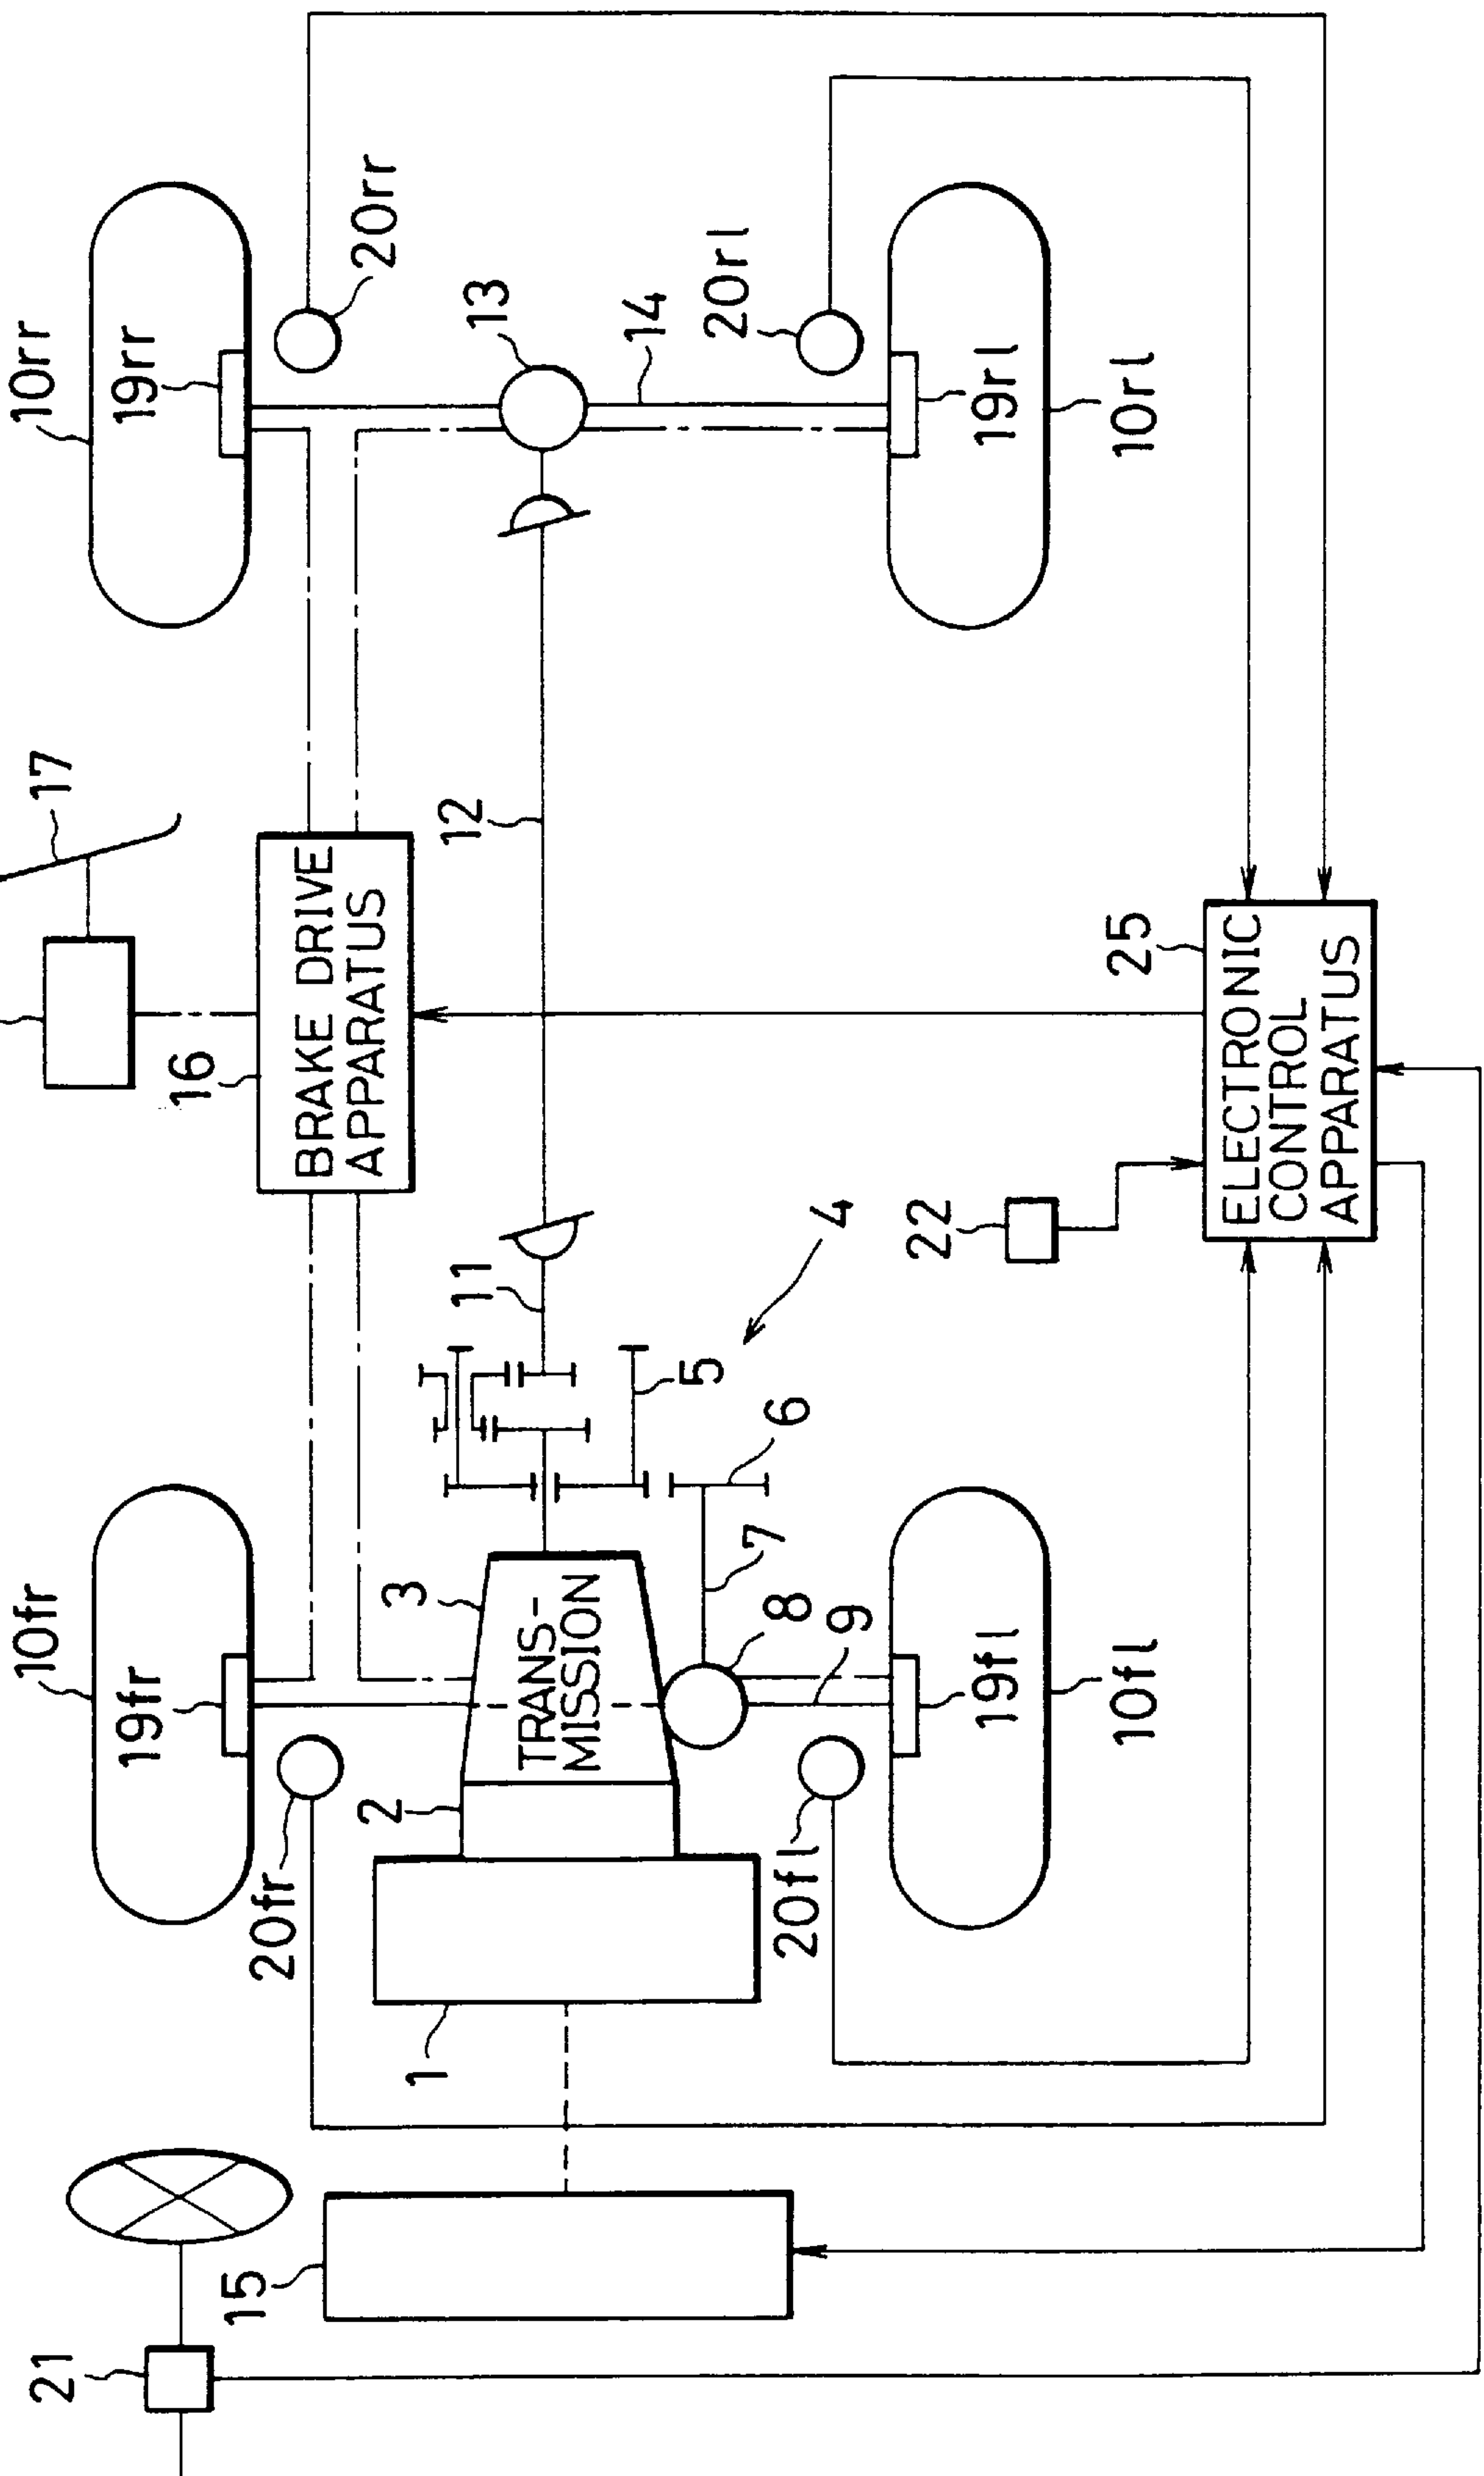 10fr
19fr
20fr
1
2
3
TRANS-
MISSION
20fl
8
9
7
19fl
10fl
6
5
4
11
12
16
BRAKE DRIVE
APPARATUS
17
10rr
19rr
20rr
13
14
20rl
19rl
10rl
15
21
22
25
ELECTRONIC
CONTROL
APPARATUS